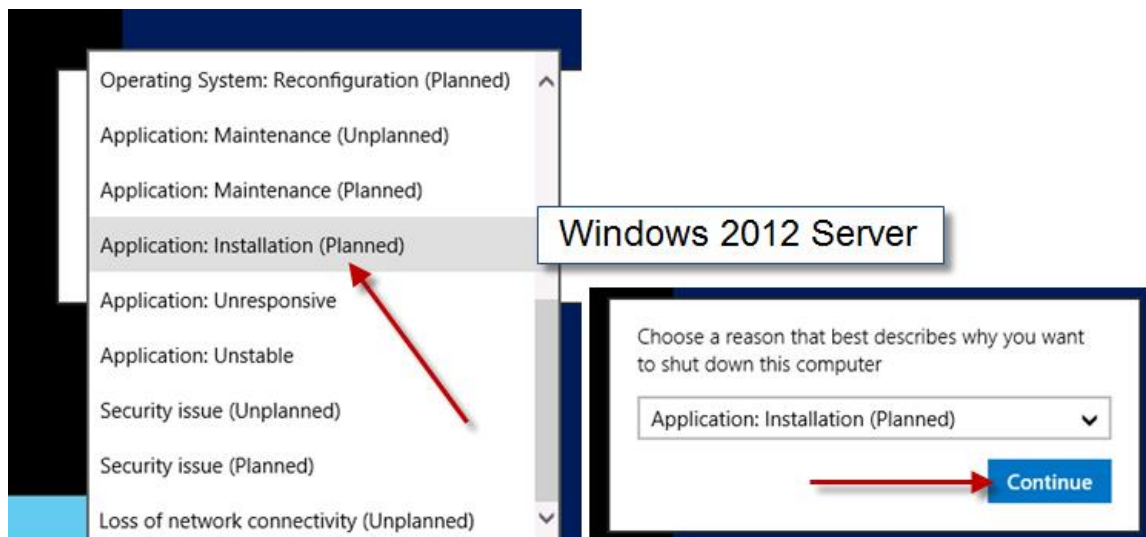 Operating System: Reconfiguration (Planned)
Application: Maintenance (Unplanned)
Application: Maintenance (Planned)
Application: Installation (Planned)
Application: Unresponsive
Application: Unstable
Security issue (Unplanned)
Security issue (Planned)
Loss of network connectivity (Unplanned)
Windows 2012 Server
Choose a reason that best describes why you want
to shut down this computer
Application: Installation (Planned)
Continue